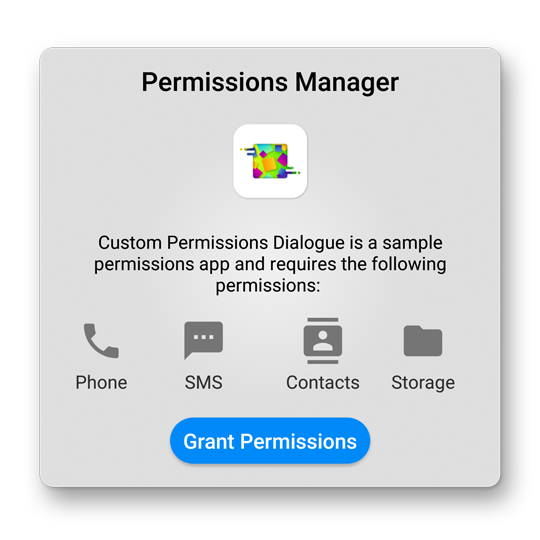 Permissions Manager
Custom Permissions Dialogue is a sample
permissions app and requires the following
permissions:
Phone SMS Contacts Storage
Grant Permissions